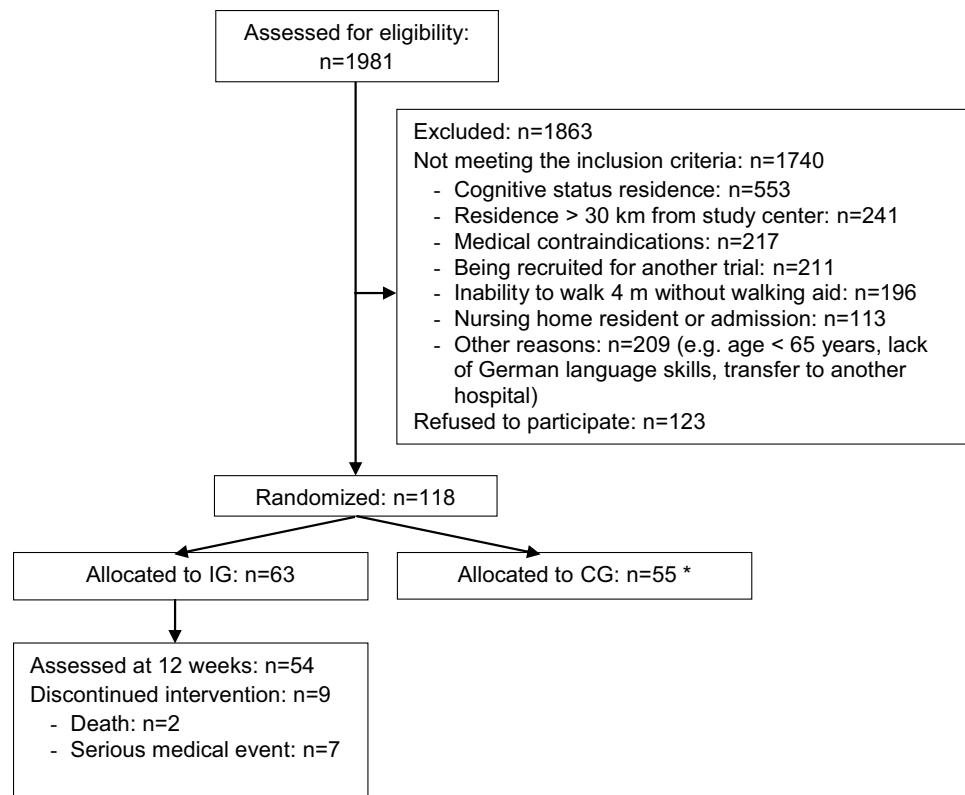 Assessed for eligibility:
n=1981
Excluded: n=1863
Not meeting the inclusion criteria: n=1740
- Cognitive status residence: n=553
- Residence > 30 km from study center: n=241
- Medical contraindications: n=217
- Being recruited for another trial: n=211
- Inability to walk 4 m without walking aid: n=196
- Nursing home resident or admission: n=113
- Other reasons: n=209 (e.g. age < 65 years, lack
of German language skills, transfer to another
hospital)
Refused to participate: n=123
Randomized: n=118
Allocated to IG: n=63
Allocated to CG: n=55 *
Assessed at 12 weeks: n=54
Discontinued intervention: n=9
- Death: n=2
- Serious medical event: n=7